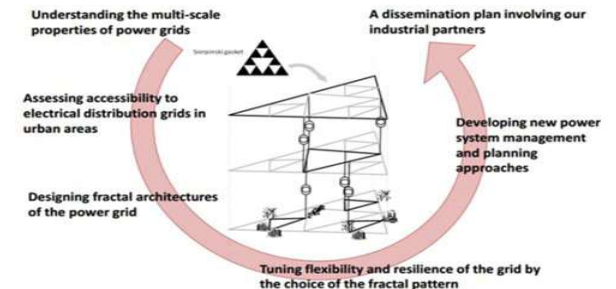 Understanding the multi-scale
properties of power grids
A dissemination plan involving our
industrial partners
Sierpinski gasket
Assessing accessibility to
electrical distribution grids in
urban areas
Developing new power
system management
and planning
approaches
Designing fractal architectures
of the power grid
Tuning flexibility and resilience of the grid by
the choice of the fractal pattern